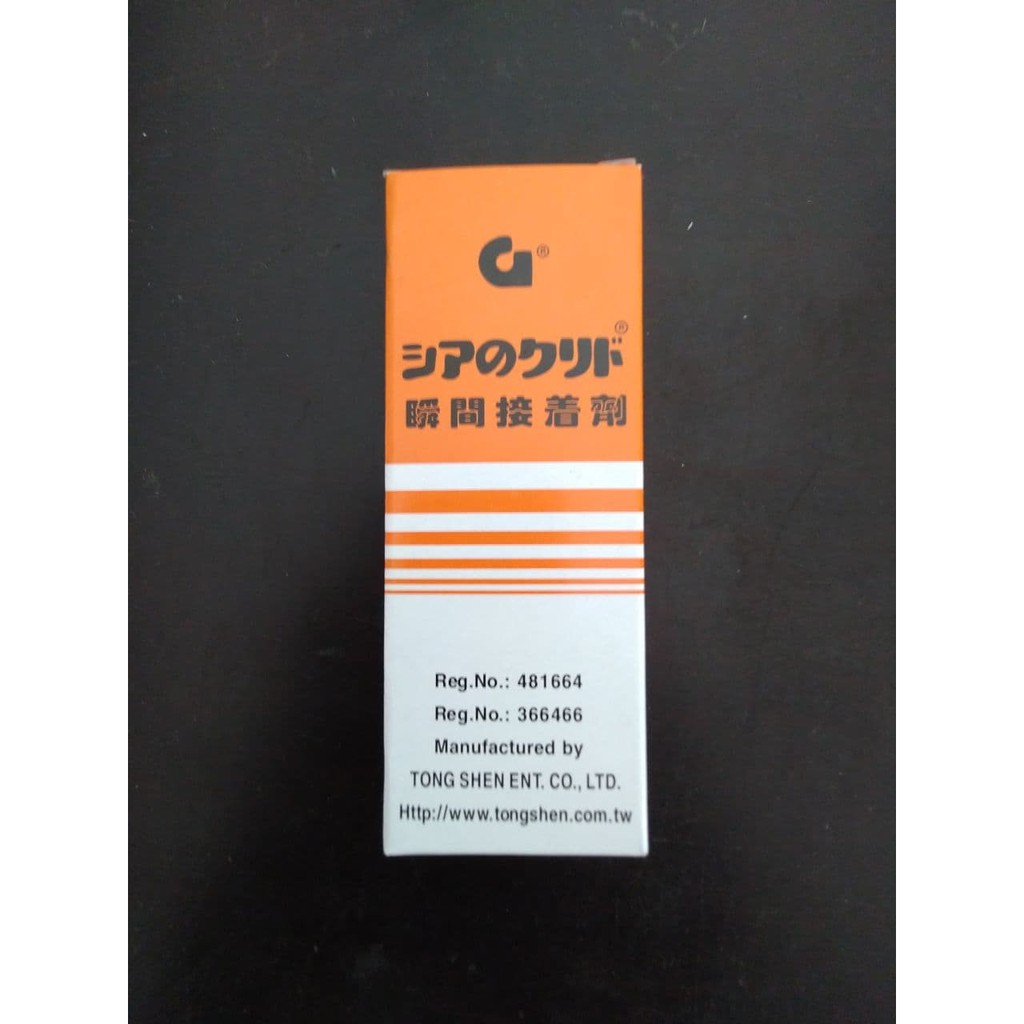 G®
シアのクリド®
瞬間接着劑
Reg.No.: 481664
Reg.No.: 366466
Manufactured by
TONG SHEN ENT. CO., LTD.
Http://www.tongshen.com.tw